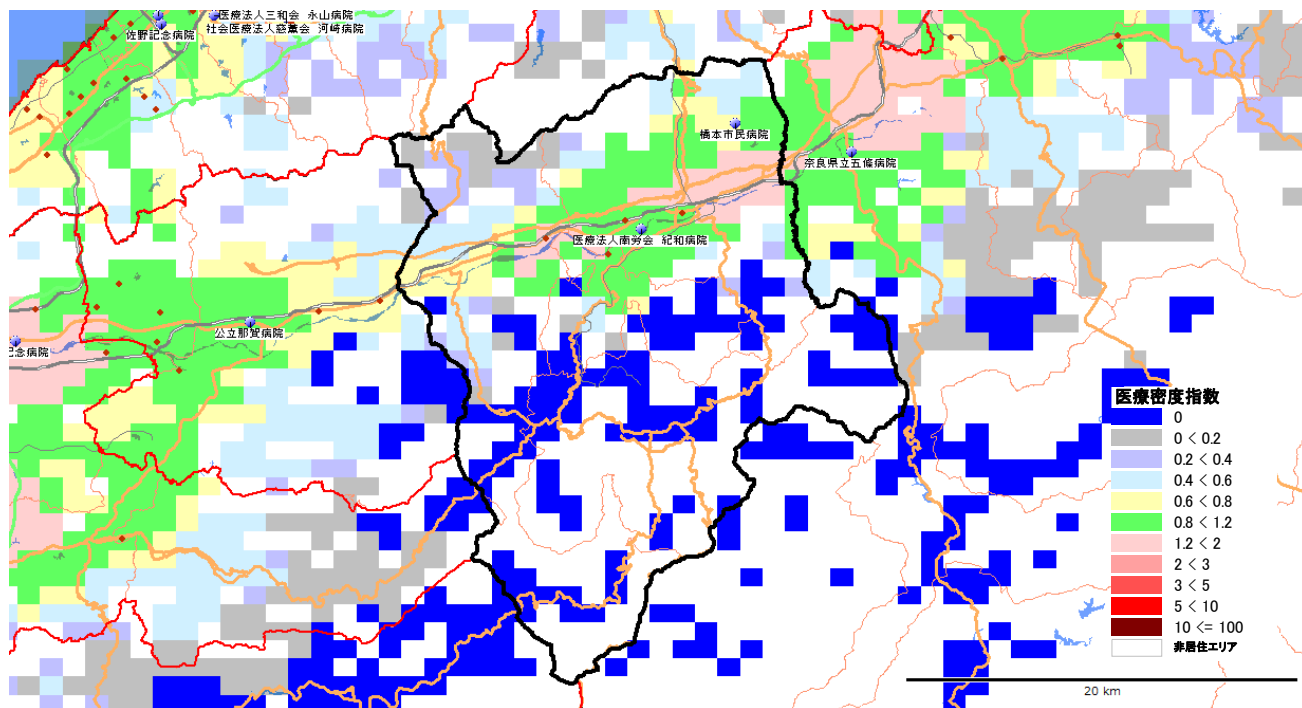 医療法人三和会 永山病院
社会医療法人慈薫会 河崎病院
佐野記念病院
橋本市民病院
奈良県立五條病院
医療法人南労会 紀和病院
公立那賀病院
記念病院
医療密度指数
0
0 < 0.2
0.2 < 0.4
0.4 < 0.6
0.6 < 0.8
0.8 < 1.2
1.2 < 2
2 < 3
3 < 5
5 < 10
10 <= 100
非居住エリア
20 km